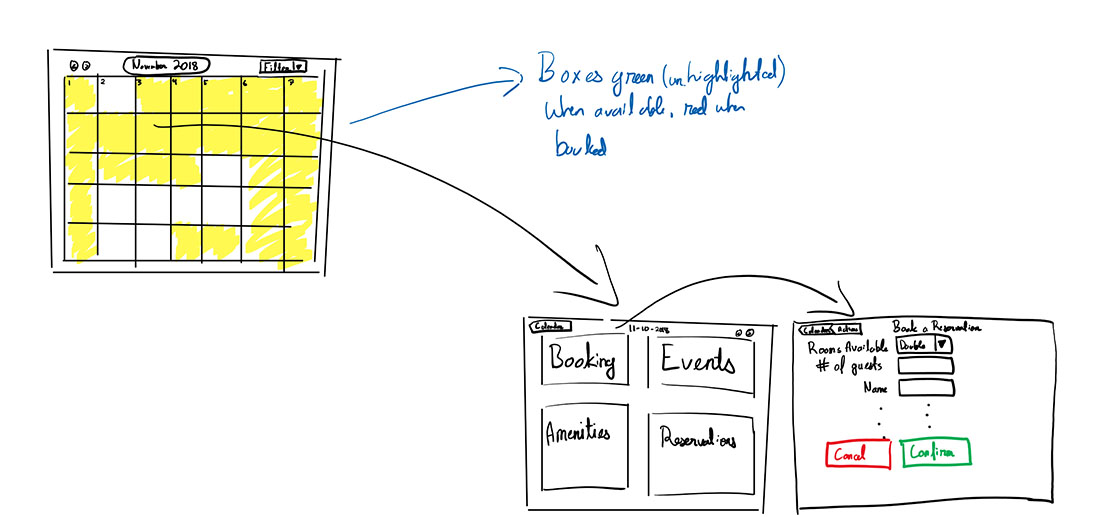 November 2018
Filter
1 2 3 4 5 6 7
Boxes green (unhighlighted)
when available, red when
booked
Calendar
11-10-2018
Booking
Events
Amenities
Reservations
Calendar Actions
Book a Reservation
Rooms Available
Double
# of guests
Name
Cancel
Confirm